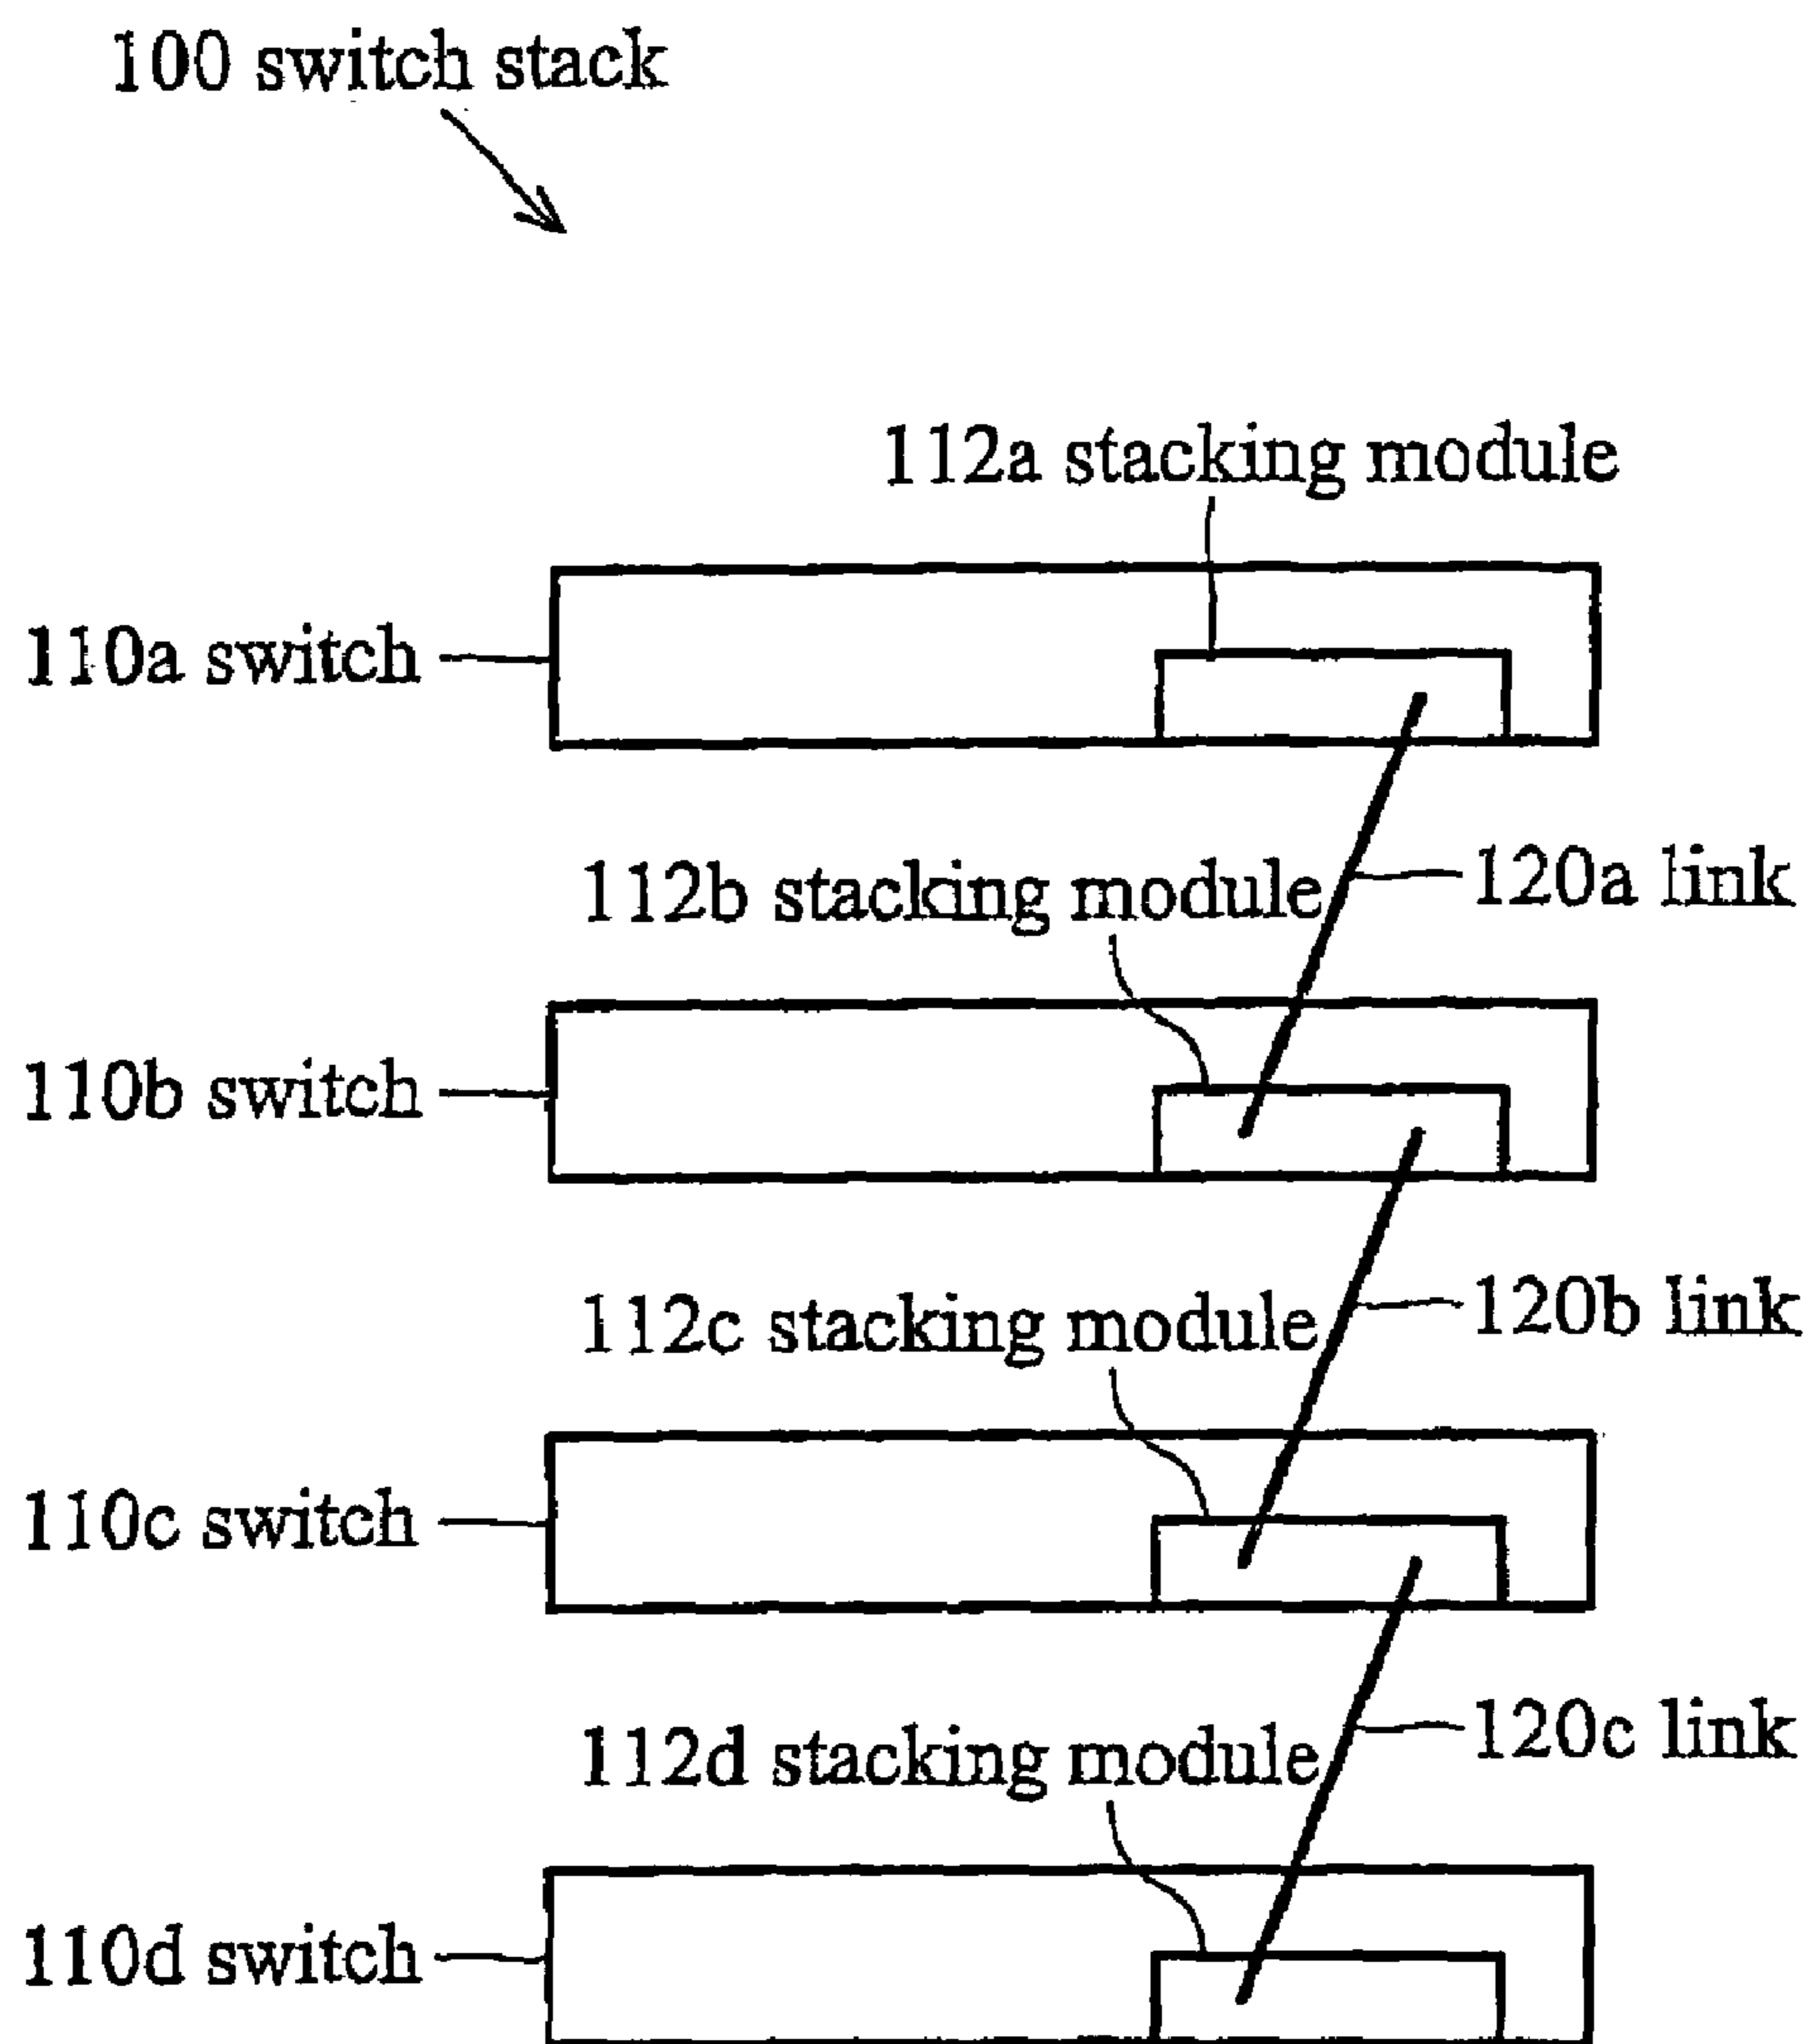 100 switch stack
112a stacking module
110a switch
112b stacking module
120a link
110b switch
112c stacking module
120b link
110c switch
112d stacking module
120c link
110d switch